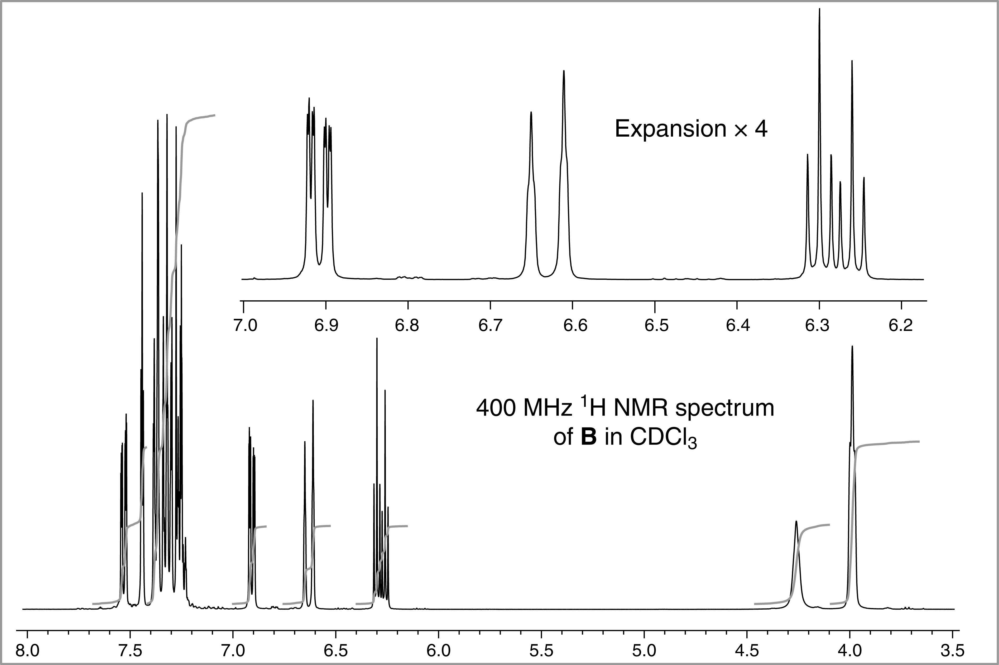 Expansion × 4
7.0 6.9 6.8 6.7 6.6 6.5 6.4 6.3 6.2
400 MHz ¹H NMR spectrum
of B in CDCl₃
8.0 7.5 7.0 6.5 6.0 5.5 5.0 4.5 4.0 3.5